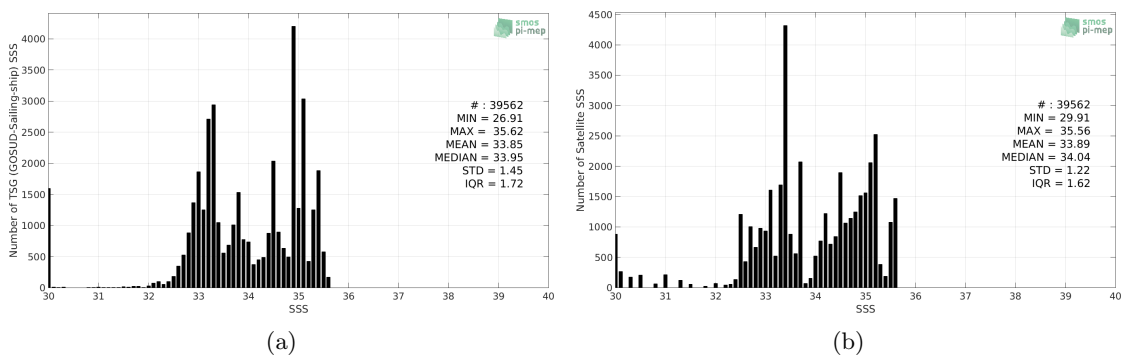 smos
pi-mep
4000
3500
3000
2500
2000
1500
1000
500
0
Number of TSG (GOSUD-Sailing-ship) SSS
# : 39562
MIN = 26.91
MAX = 35.62
MEAN = 33.85
MEDIAN = 33.95
STD = 1.45
IQR = 1.72
30 31 32 33 34 35 36 37 38 39 40
SSS
(a)
smos
pi-mep
4500
4000
3500
3000
2500
2000
1500
1000
500
0
Number of Satellite SSS
# : 39562
MIN = 29.91
MAX = 35.56
MEAN = 33.89
MEDIAN = 34.04
STD = 1.22
IQR = 1.62
30 31 32 33 34 35 36 37 38 39 40
SSS
(b)